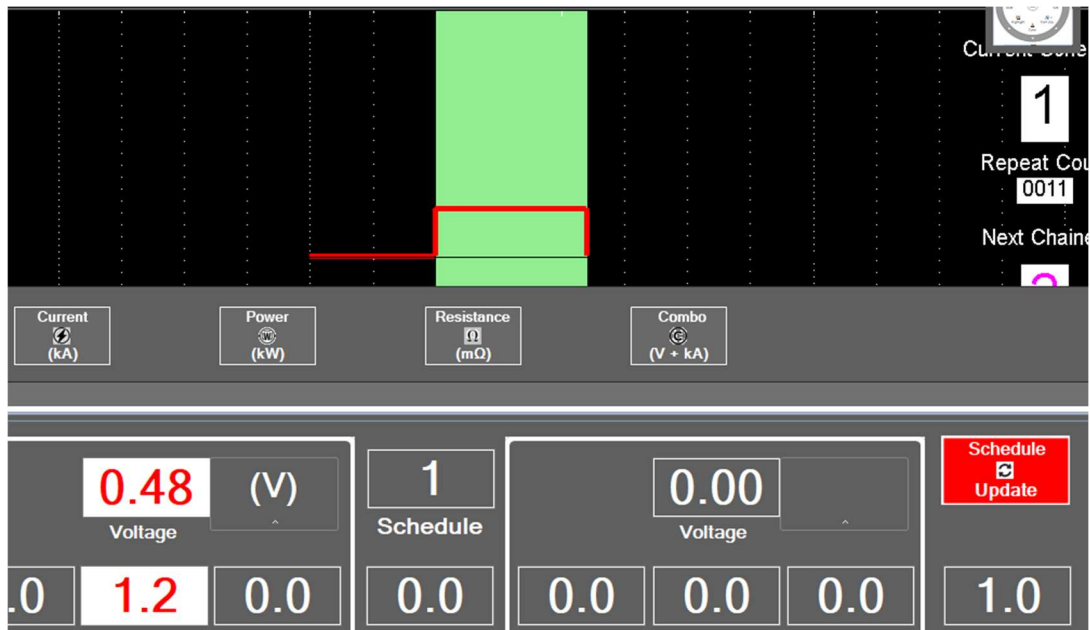 1
Repeat Cou
0011
Next Chaine
Current
(kA)
Power
W
(kW)
Resistance
Ω
(mΩ)
Combo
C
(V + kA)
0.48
(V)
Voltage
1
Schedule
0.00
Voltage
Schedule
Update
.0
1.2
0.0
0.0
0.0
0.0
0.0
1.0